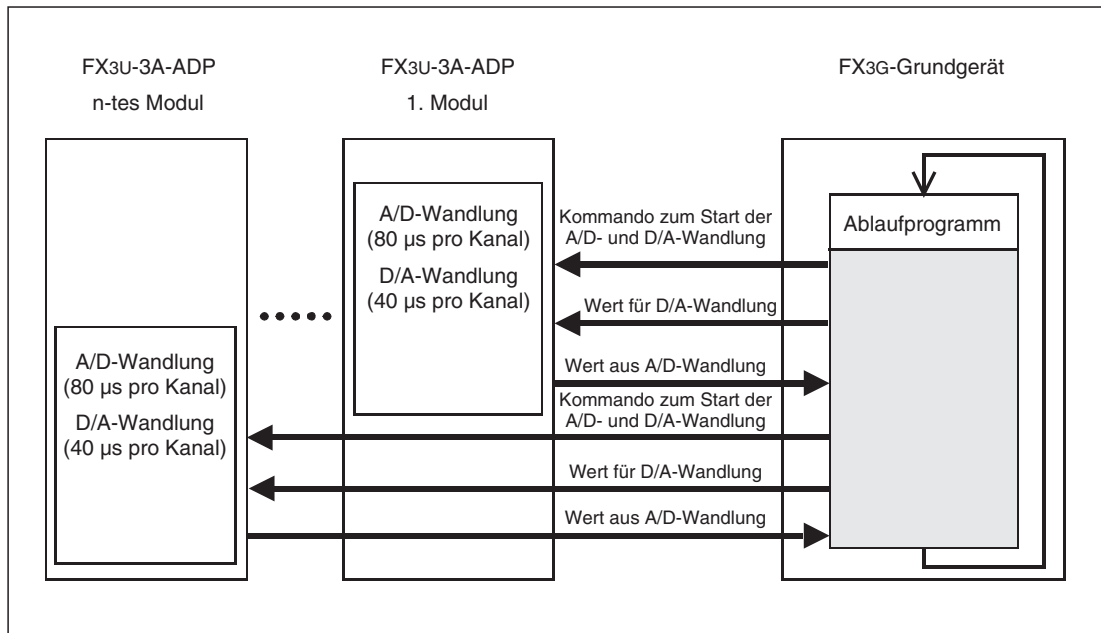 FX3U-3A-ADP
n-tes Modul
FX3U-3A-ADP
1. Modul
FX3G-Grundgerät
A/D-Wandlung
(80 µs pro Kanal)
D/A-Wandlung
(40 µs pro Kanal)
A/D-Wandlung
(80 µs pro Kanal)
D/A-Wandlung
(40 µs pro Kanal)
Kommando zum Start der
A/D- und D/A-Wandlung
Wert für D/A-Wandlung
Wert aus A/D-Wandlung
Kommando zum Start der
A/D- und D/A-Wandlung
Wert für D/A-Wandlung
Wert aus A/D-Wandlung
Ablaufprogramm